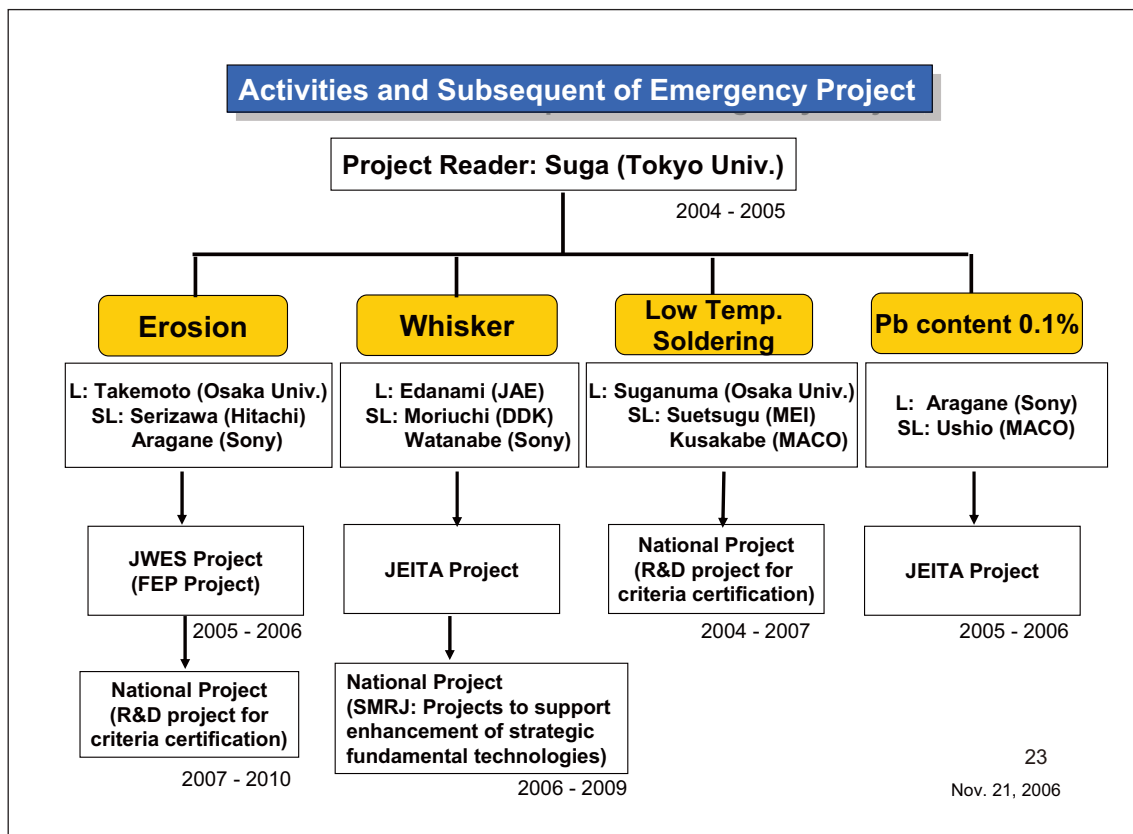 Activities and Subsequent of Emergency Project
Project Reader: Suga (Tokyo Univ.)
2004 - 2005
Erosion
L: Takemoto (Osaka Univ.)
SL: Serizawa (Hitachi)
Aragane (Sony)
JWES Project
(FEP Project)
2005 - 2006
National Project
(R&D project for
criteria certification)
2007 - 2010
Whisker
L: Edanami (JAE)
SL: Moriuchi (DDK)
Watanabe (Sony)
JEITA Project
National Project
(SMRJ: Projects to support
enhancement of strategic
fundamental technologies)
2006 - 2009
Low Temp.
Soldering
L: Suganuma (Osaka Univ.)
SL: Suetsugu (MEI)
Kusakabe (MACO)
National Project
(R&D project for
criteria certification)
2004 - 2007
Pb content 0.1%
L: Aragane (Sony)
SL: Ushio (MACO)
JEITA Project
2005 - 2006
23
Nov. 21, 2006